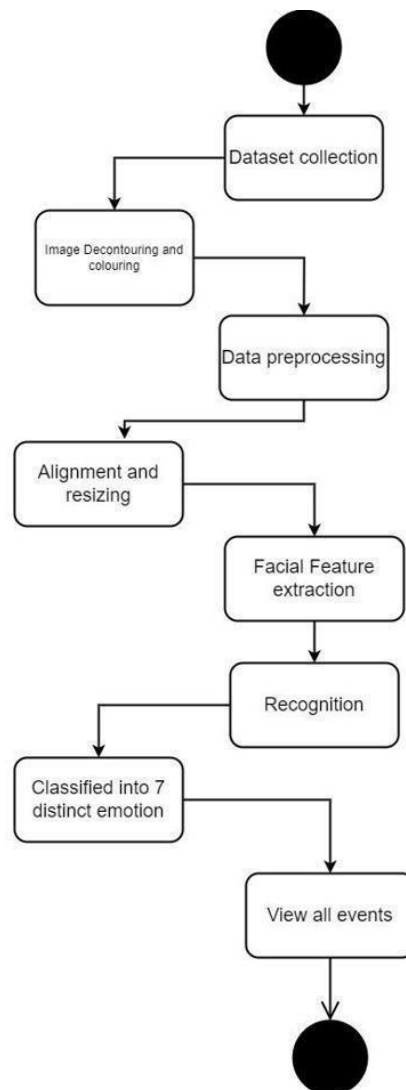 Dataset collection
Image Decontouring and
colouring
Data preprocessing
Alignment and
resizing
Facial Feature
extraction
Recognition
Classified into 7
distinct emotion
View all events